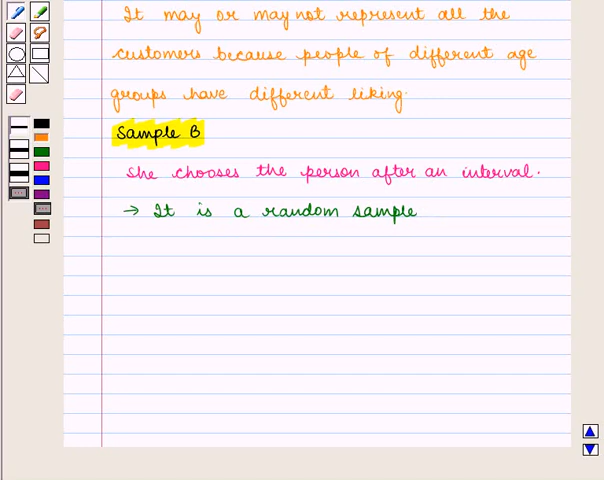 It may or may not represent all the
customers because people of different age
groups have different liking.
Sample B
She chooses the person after an interval.
→ It is a random sample